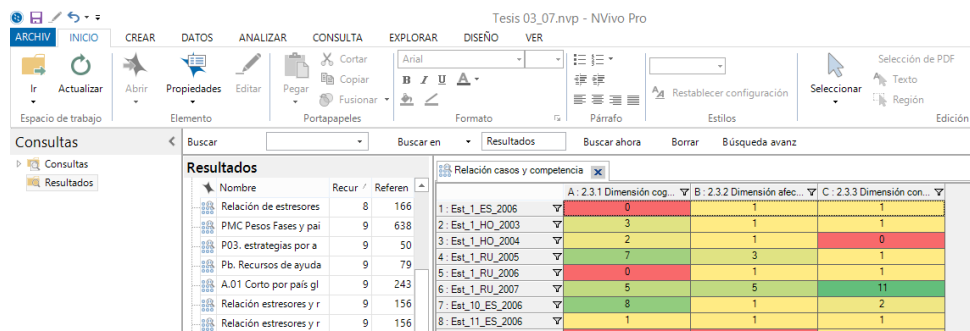 Tesis 03_07.nvp - NVivo Pro
ARCHIV INICIO CREAR DATOS ANALIZAR CONSULTA EXPLORAR DISEÑO VER
Ir Actualizar Abrir Propiedades Editar Pegar Cortar Copiar Fusionar
Arial
B I U A
Restablecer configuración
Seleccionar
Selección de PDF
Texto
Región
Espacio de trabajo Elemento Portapapeles Formato Párrafo Estilos Edición
Consultas Buscar Buscar en Resultados Buscar ahora Borrar Búsqueda avanz
Consultas
Resultados
Resultados
Nombre Recur Referen
Relación de estresores 8 166
PMC Pesos Fases y paí 9 638
P03. estrategias por a 9 50
Pb. Recursos de ayuda 9 79
A.01 Corto por país gl 9 243
Relación estresores y r 9 156
Relación estresores y r 9 156
Relación casos y competencia
A : 2.3.1 Dimensión cog... B : 2.3.2 Dimensión afec... C : 2.3.3 Dimensión con...
1 : Est_1_ES_2006 0 1 1
2 : Est_1_HO_2003 3 1 1
3 : Est_1_HO_2004 2 1 0
4 : Est_1_RU_2005 7 3 1
5 : Est_1_RU_2006 0 1 1
6 : Est_1_RU_2007 5 5 11
7 : Est_10_ES_2006 8 1 2
8 : Est_11_ES_2006 1 1 1